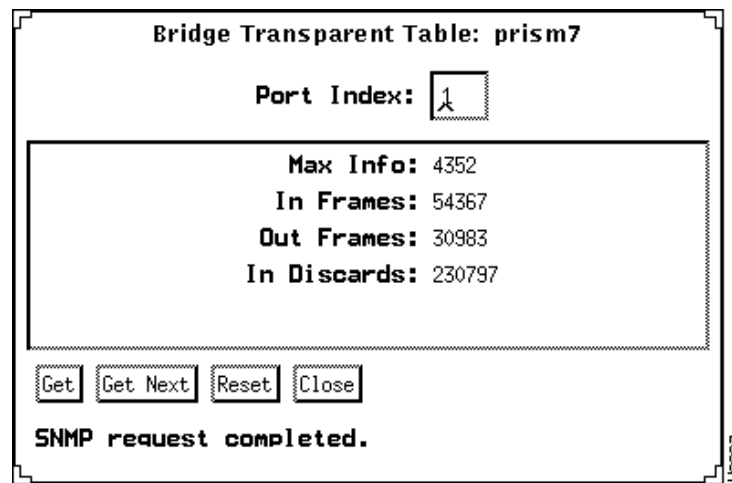 Bridge Transparent Table: prism7
Port Index: 1
Max Info: 4352
In Frames: 54367
Out Frames: 30983
In Discards: 230797
Get Get Next Reset Close
SNMP request completed.